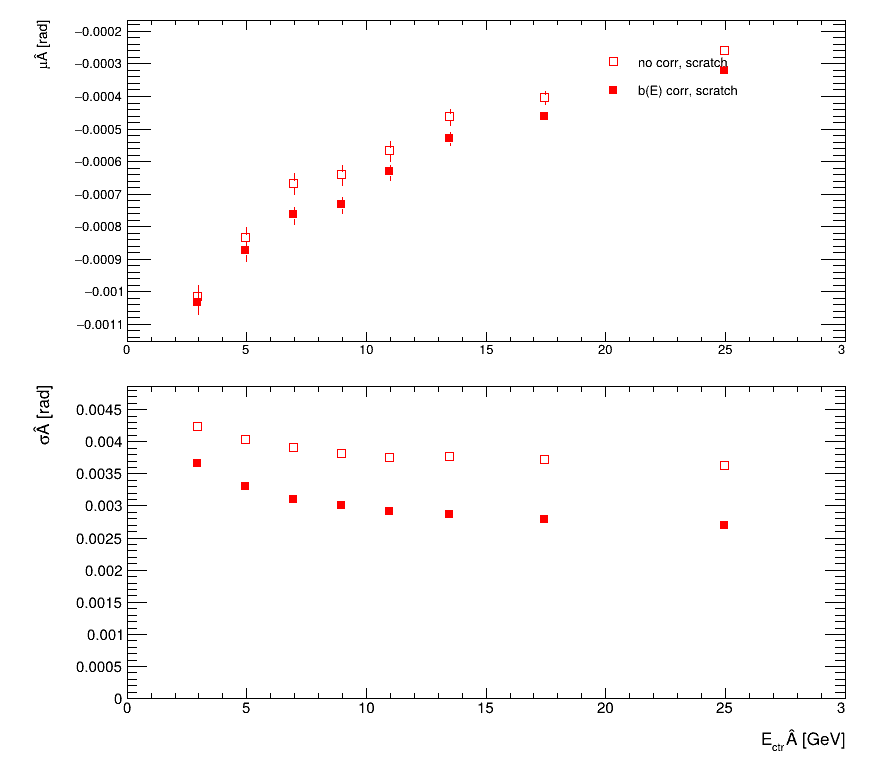 μÂ [rad]
−0.0002
−0.0003
−0.0004
−0.0005
−0.0006
−0.0007
−0.0008
−0.0009
−0.001
−0.0011
no corr, scratch
b(E) corr, scratch
0 5 10 15 20 25 3
σÂ [rad]
0.0045
0.004
0.0035
0.003
0.0025
0.002
0.0015
0.001
0.0005
0
0 5 10 15 20 25 3
E_ctr Â [GeV]